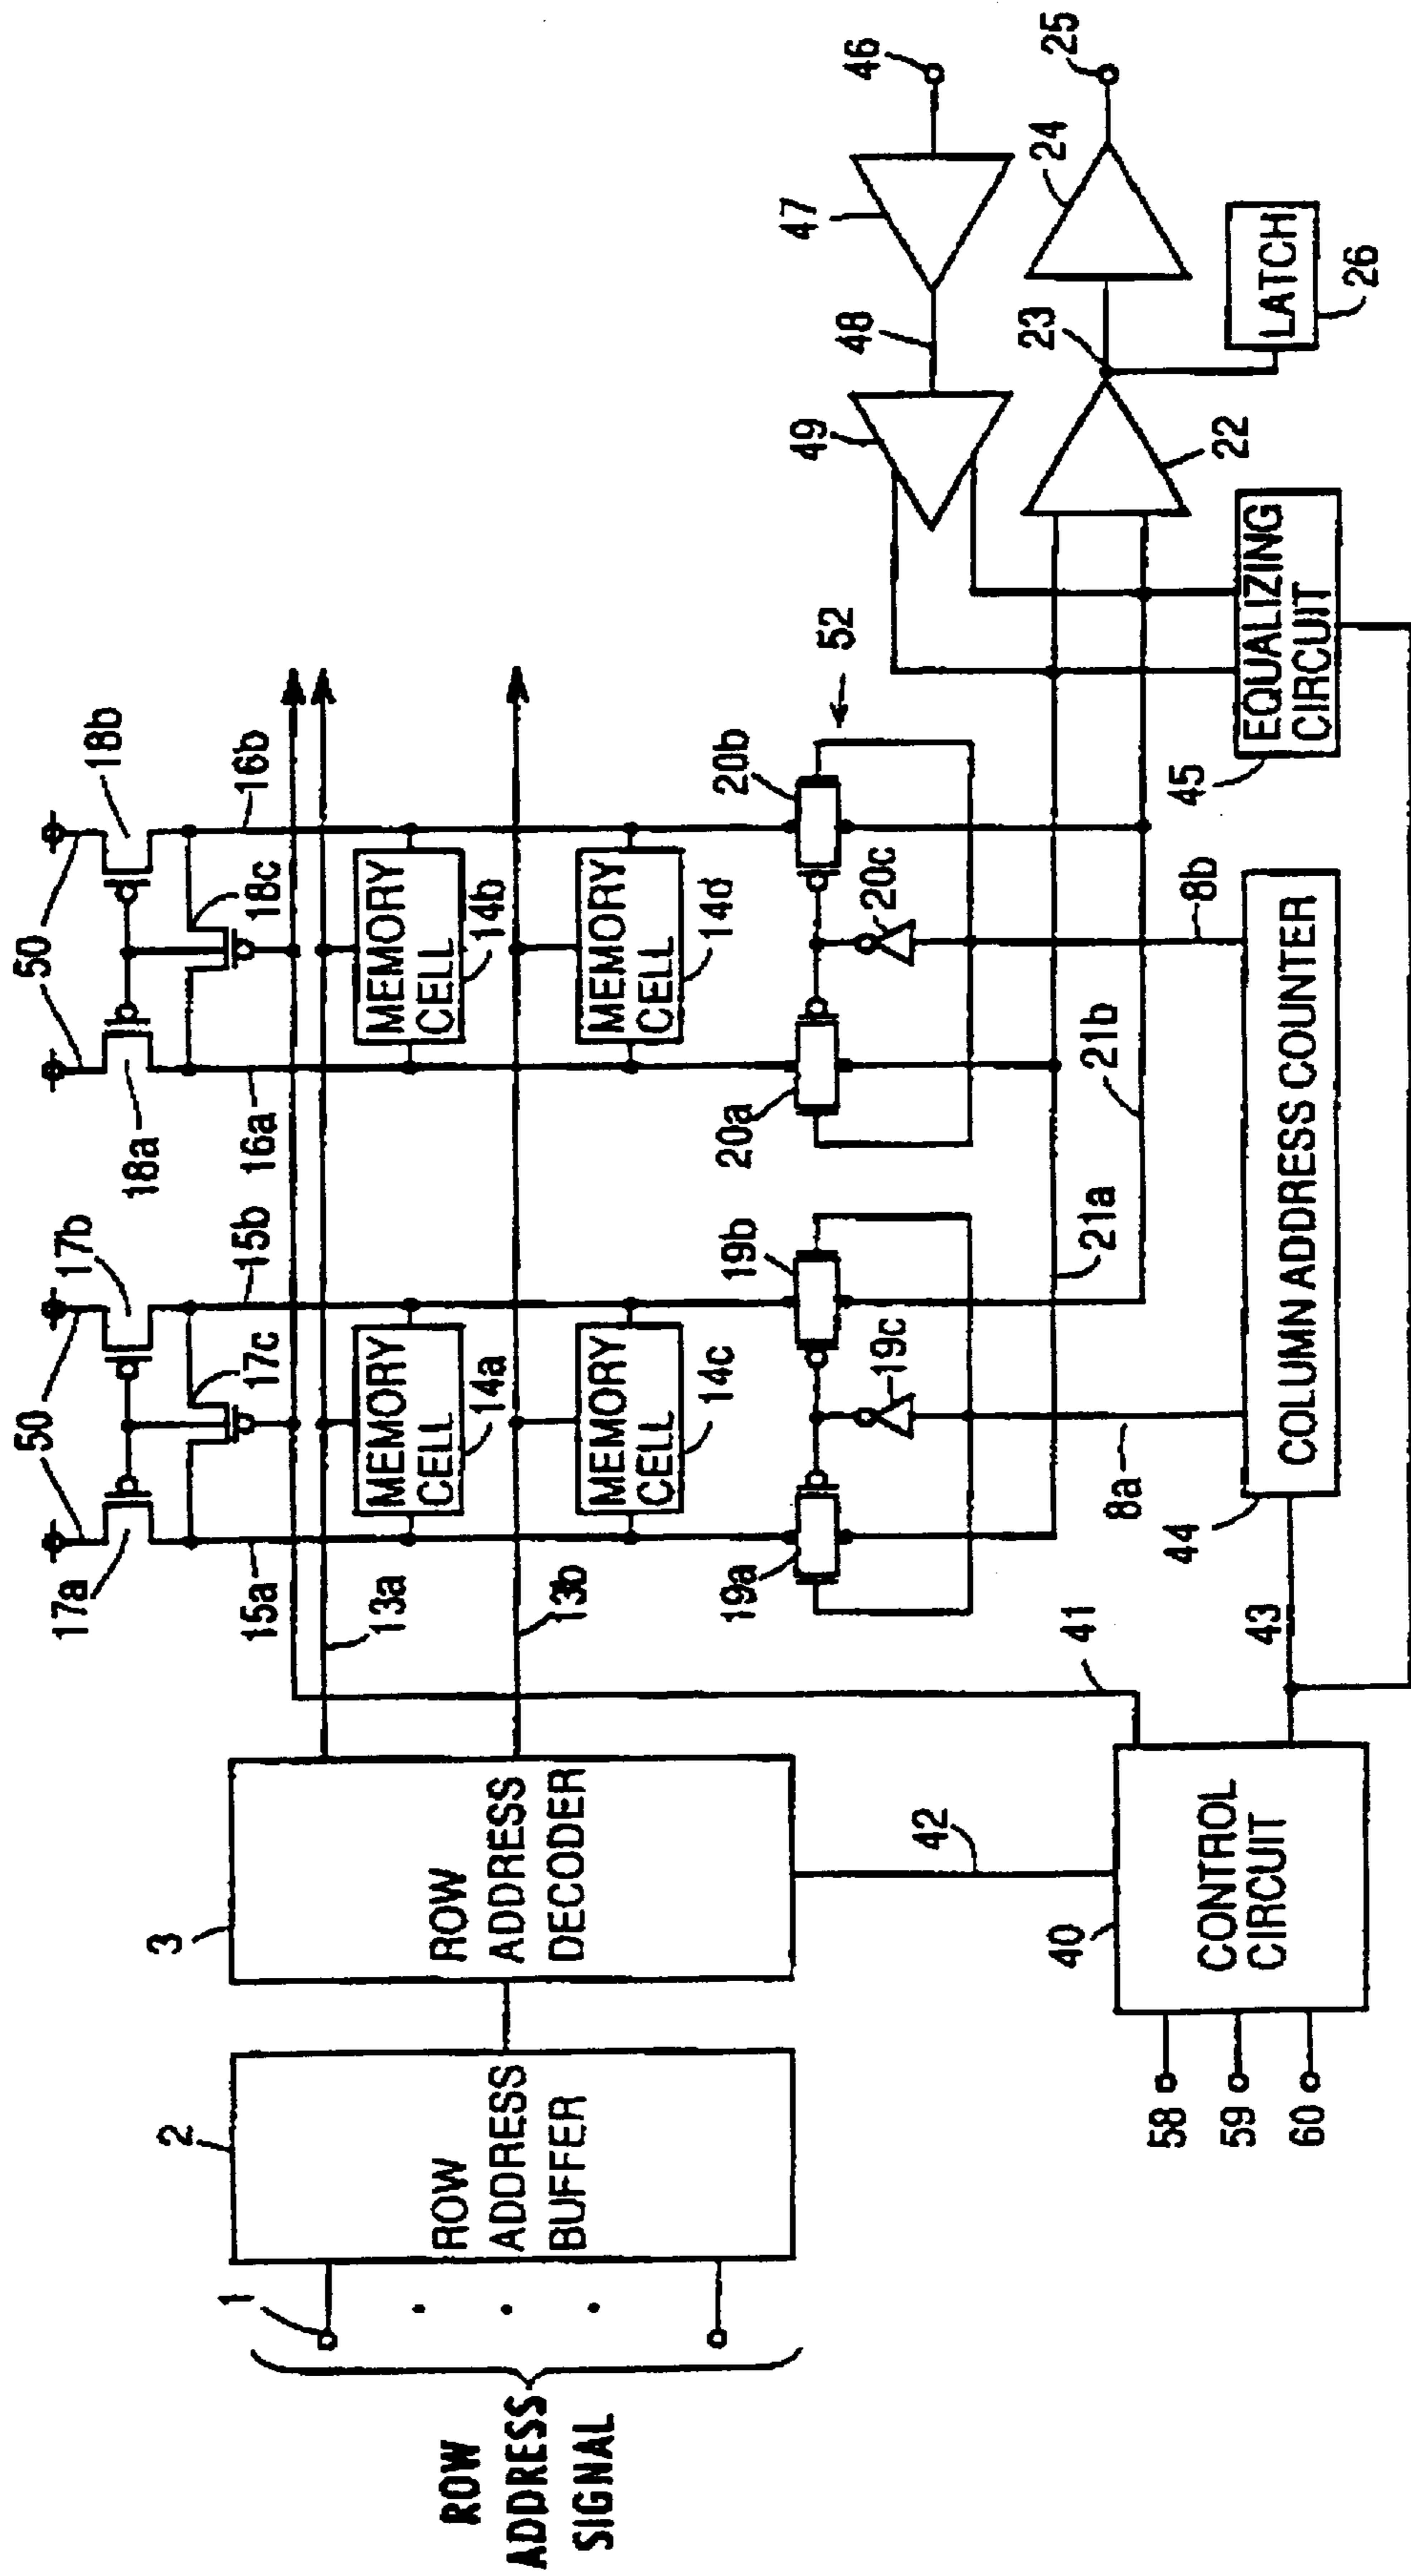 ROW
ADDRESS
SIGNAL
1
2
ROW
ADDRESS
BUFFER
3
ROW
ADDRESS
DECODER
58
59
60
40
CONTROL
CIRCUIT
42
41
43
13a
13b
50
17a
17b
17c
15a
15b
MEMORY
CELL
14a
MEMORY
CELL
14c
19a
19b
19c
8a
50
18a
18b
18c
16a
16b
MEMORY
CELL
14b
MEMORY
CELL
14d
20a
20b
20c
8b
52
21a
21b
44
COLUMN ADDRESS COUNTER
45
EQUALIZING
CIRCUIT
49
48
47
46
22
23
24
25
LATCH
26